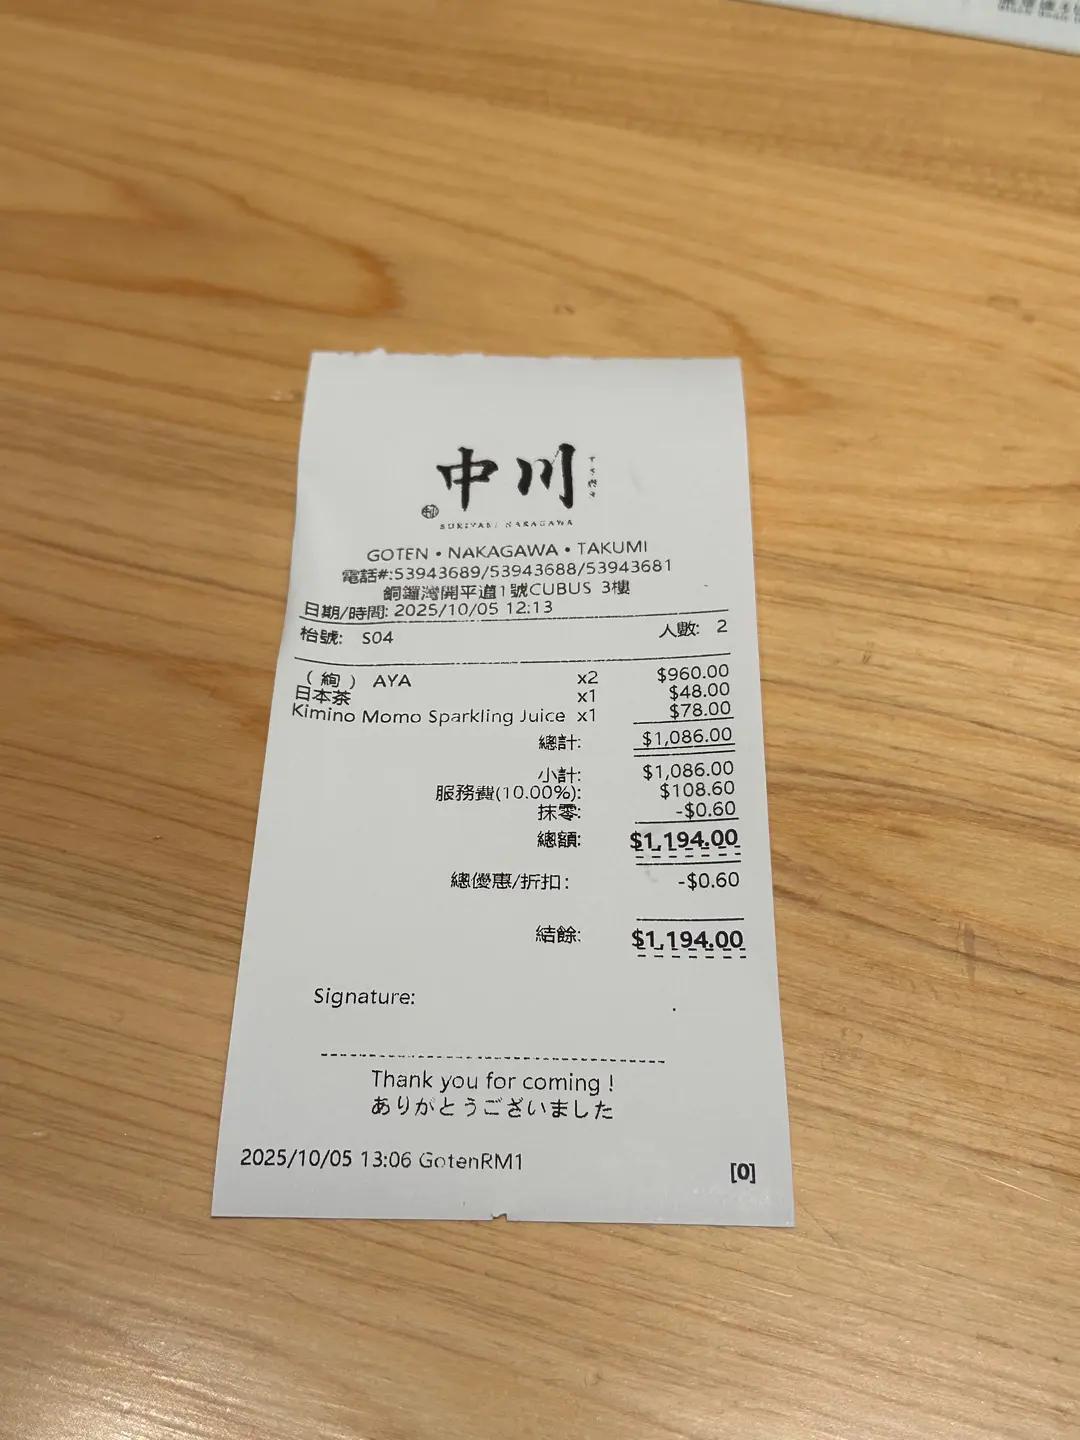 中川
SUKIYAKI NAKAGAWA
GOTEN • NAKAGAWA • TAKUMI
電話#:53943689/53943688/53943681
銅鑼灣開平道1號CUBUS 3樓
日期/時間: 2025/10/05 12:13
枱號: S04 人數: 2
(絢) AYA x2 $960.00
日本茶 x1 $48.00
Kimino Momo Sparkling Juice x1 $78.00
總計: $1,086.00
小計: $1,086.00
服務費(10.00%): $108.60
抹零: -$0.60
總額: $1,194.00
總優惠/折扣: -$0.60
結餘: $1,194.00
Signature:
Thank you for coming !
ありがとうございました
2025/10/05 13:06 GotenRM1
[0]